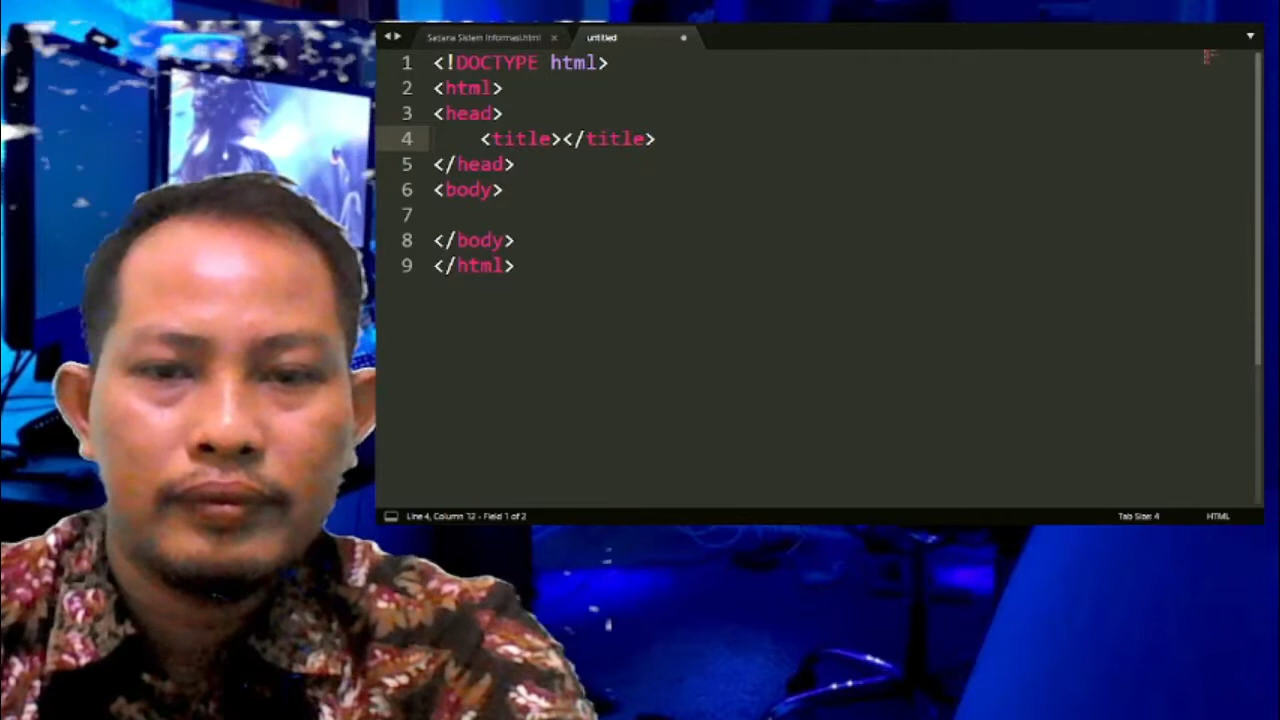 Sarana Sistem Informasi.html
untitled
1 <!DOCTYPE html>
2 <html>
3 <head>
4 <title></title>
5 </head>
6 <body>
7
8 </body>
9 </html>
Line 4, Column 12 - Field 1 of 2
Tab Size: 4
HTML